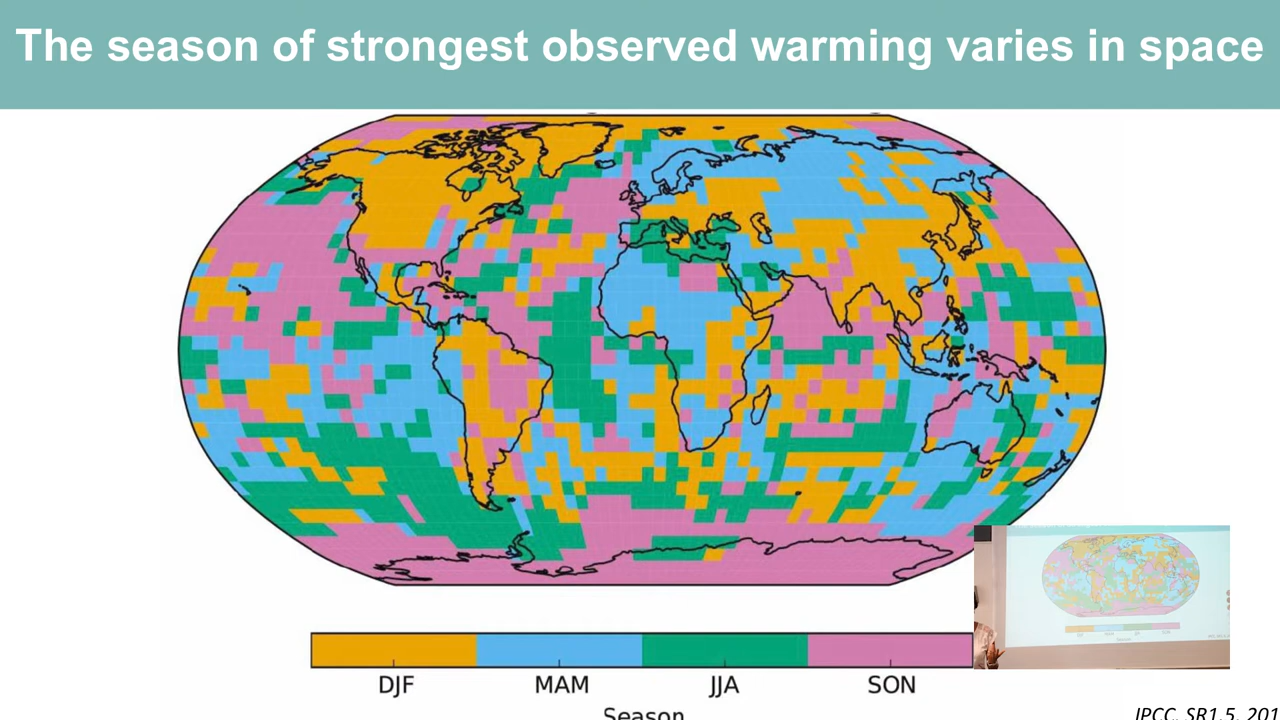 The season of strongest observed warming varies in space
DJF MAM JJA SON
Season
IPCC, SR1.5, 201